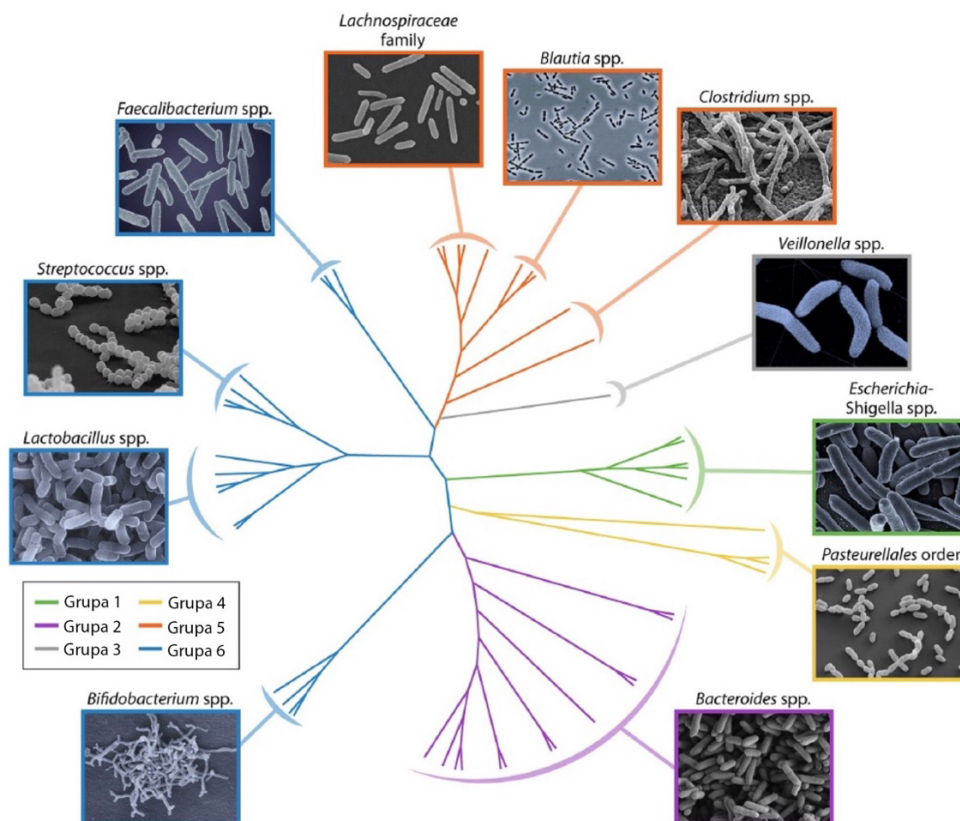 Lachnospiraceae
family
Blautia spp.
Clostridium spp.
Faecalibacterium spp.
Veillonella spp.
Streptococcus spp.
Escherichia-
Shigella spp.
Lactobacillus spp.
Pasteurellales order
Grupa 1
Grupa 4
Grupa 2
Grupa 5
Grupa 3
Grupa 6
Bifidobacterium spp.
Bacteroides spp.